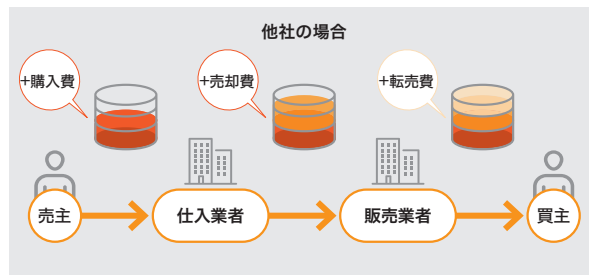 他社の場合
+購入費
+売却費
+転売費
売主
仕入業者
販売業者
買主